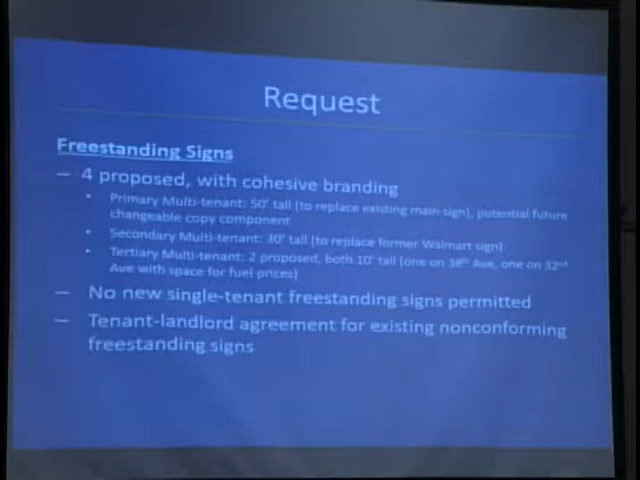 Request
Freestanding Signs
– 4 proposed, with cohesive branding
• Primary Multi-tenant: 50' tall (to replace existing main sign), potential future
changeable copy component
• Secondary Multi-tenant: 30' tall (to replace former Walmart sign)
• Tertiary Multi-tenant: 2 proposed, both 10' tall (one on 38th Ave, one on 32nd
Ave with space for fuel prices)
– No new single-tenant freestanding signs permitted
– Tenant-landlord agreement for existing nonconforming
freestanding signs